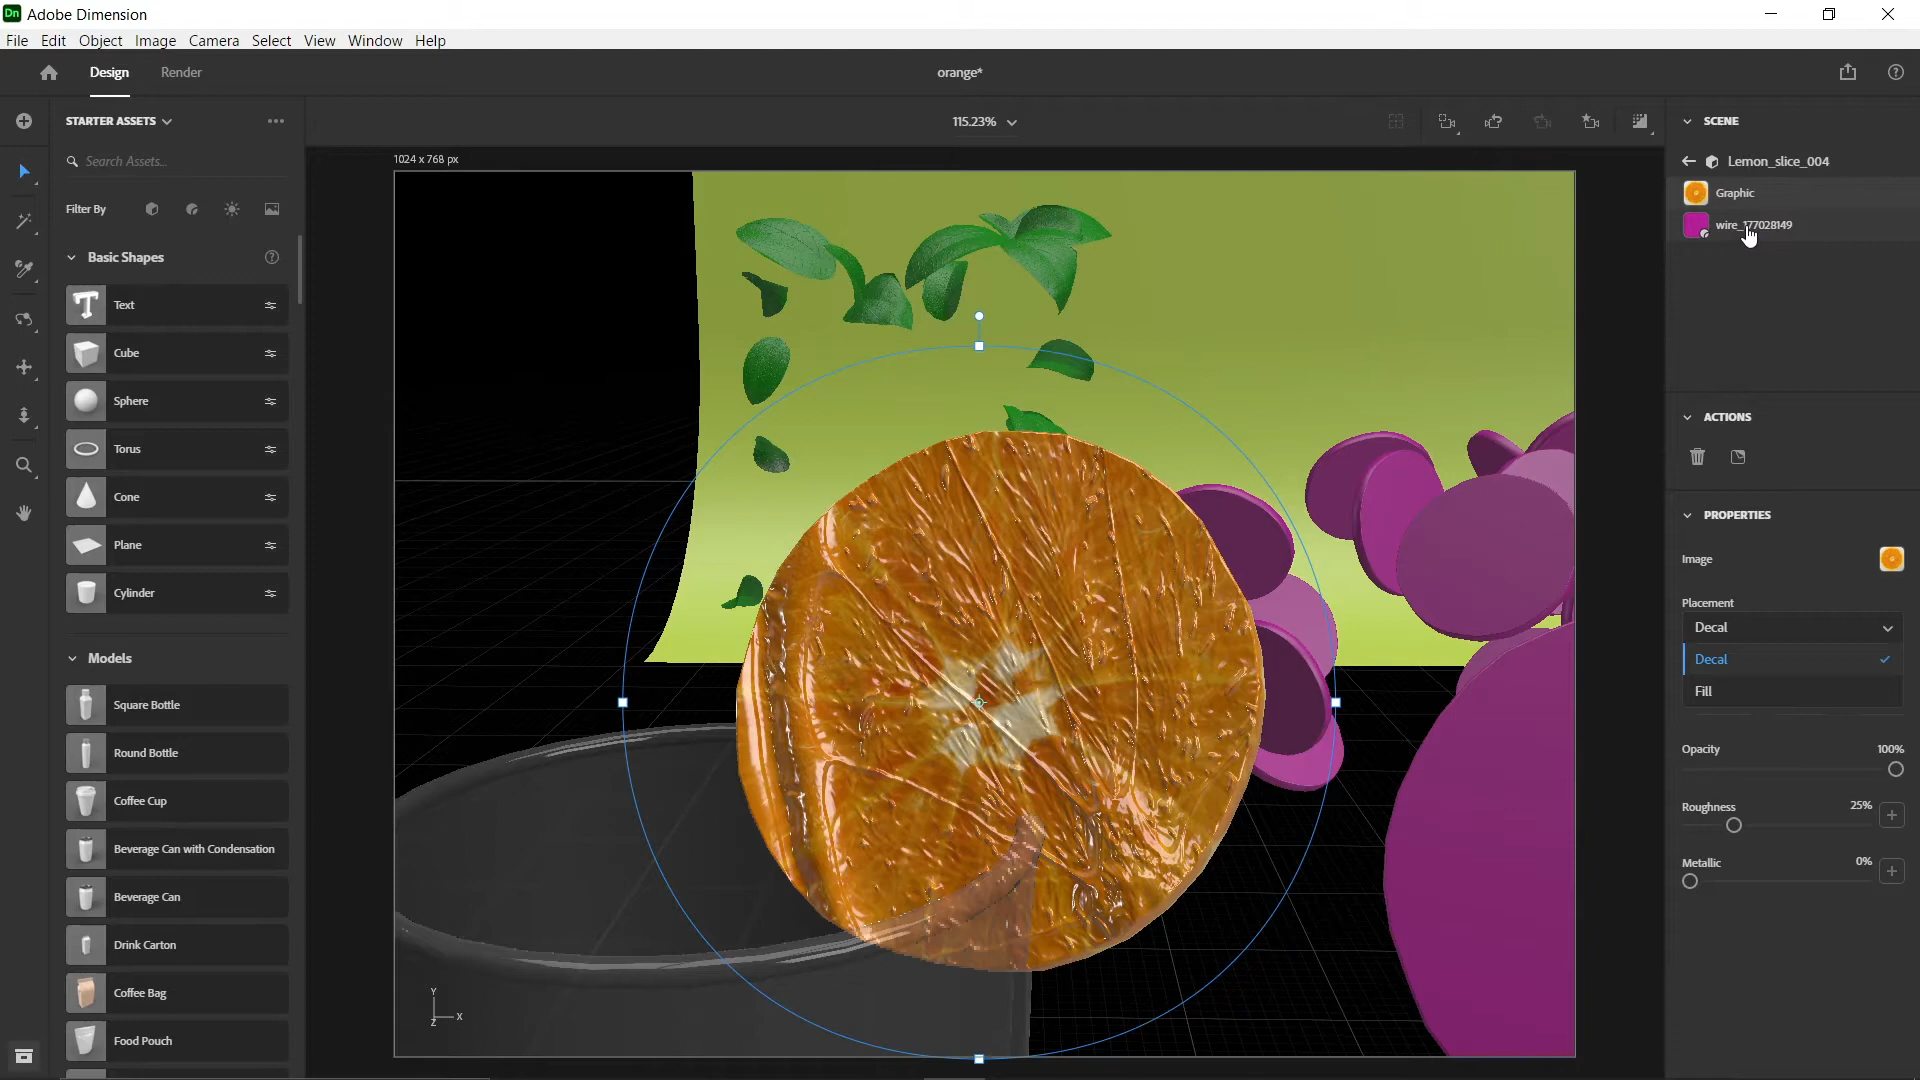 Dn Adobe Dimension
File Edit Object Image Camera Select View Window Help
Design Render orange*
STARTER ASSETS
115.23%
SCENE
1024 x 768 px
Search Assets...
Lemon_slice_004
Graphic
Filter By
wire_177028149
Basic Shapes
Text
Cube
Sphere
Torus
Cone
Plane
Cylinder
Models
Square Bottle
Round Bottle
Coffee Cup
Beverage Can with Condensation
Beverage Can
Drink Carton
Coffee Bag
Food Pouch
Y
X
Z
ACTIONS
PROPERTIES
Image
Placement
Decal
Decal
Fill
Opacity 100%
Roughness 25%
Metallic 0%